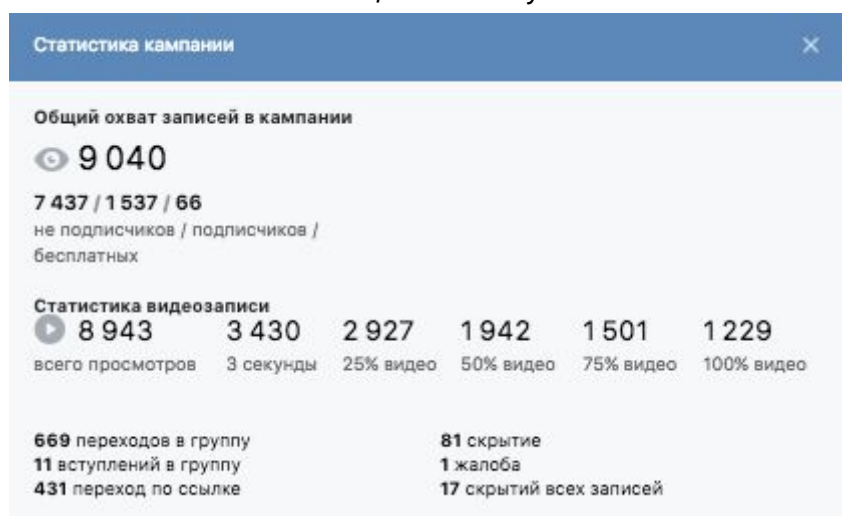 Статистика кампании
Общий охват записей в кампании
9 040
7 437 / 1 537 / 66
не подписчиков / подписчиков /
бесплатных
Статистика видеозаписи
8 943 3 430 2 927 1 942 1 501 1 229
всего просмотров 3 секунды 25% видео 50% видео 75% видео 100% видео
669 переходов в группу 81 скрытие
11 вступлений в группу 1 жалоба
431 переход по ссылке 17 скрытий всех записей